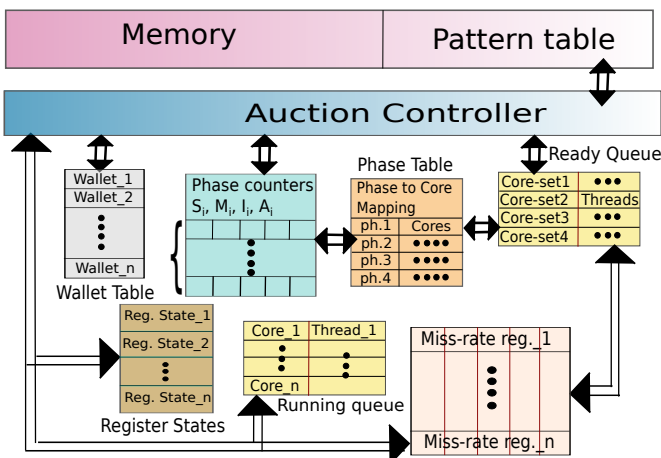 Memory
Pattern table
Auction Controller
Wallet_1
Wallet_2
Wallet_n
Wallet Table
Phase counters
Si, Mi, Ii, Ai
Phase Table
Phase to Core
Mapping
ph.1 Cores
ph.2
ph.3
ph.4
Ready Queue
Core-set1
Core-set2 Threads
Core-set3
Core-set4
Reg. State_1
Reg. State_2
Reg. State_n
Register States
Core_1 Thread_1
Core_n
Running queue
Miss-rate reg._1
Miss-rate reg._n